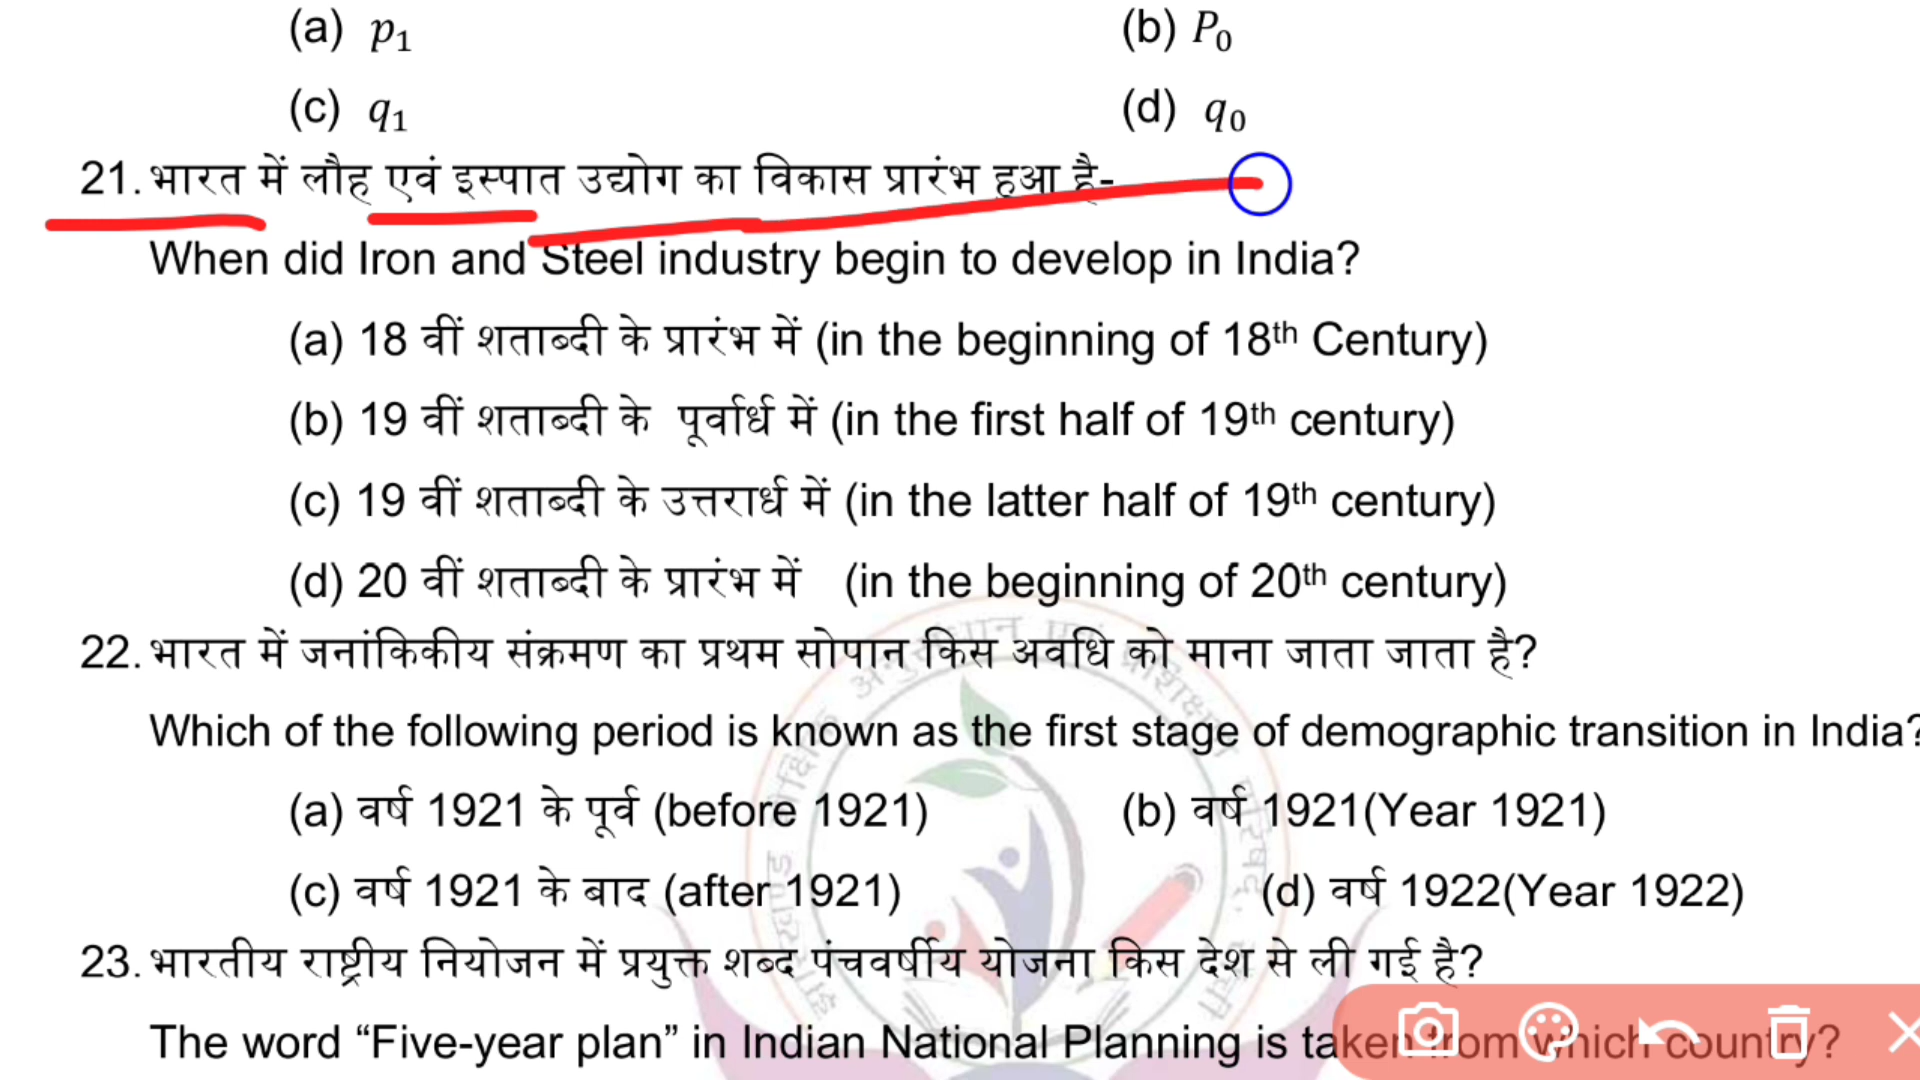 (a) p₁ (b) P₀
(c) q₁ (d) q₀
21. भारत में लौह एवं इस्पात उद्योग का विकास प्रारंभ हुआ है-
When did Iron and Steel industry begin to develop in India?
(a) 18 वीं शताब्दी के प्रारंभ में (in the beginning of 18th Century)
(b) 19 वीं शताब्दी के पूर्वार्ध में (in the first half of 19th century)
(c) 19 वीं शताब्दी के उत्तरार्ध में (in the latter half of 19th century)
(d) 20 वीं शताब्दी के प्रारंभ में (in the beginning of 20th century)
22. भारत में जनांकिकीय संक्रमण का प्रथम सोपान किस अवधि को माना जाता जाता है?
Which of the following period is known as the first stage of demographic transition in India?
(a) वर्ष 1921 के पूर्व (before 1921) (b) वर्ष 1921(Year 1921)
(c) वर्ष 1921 के बाद (after 1921) (d) वर्ष 1922(Year 1922)
23. भारतीय राष्ट्रीय नियोजन में प्रयुक्त शब्द पंचवर्षीय योजना किस देश से ली गई है?
The word “Five-year plan” in Indian National Planning is taken from which country?